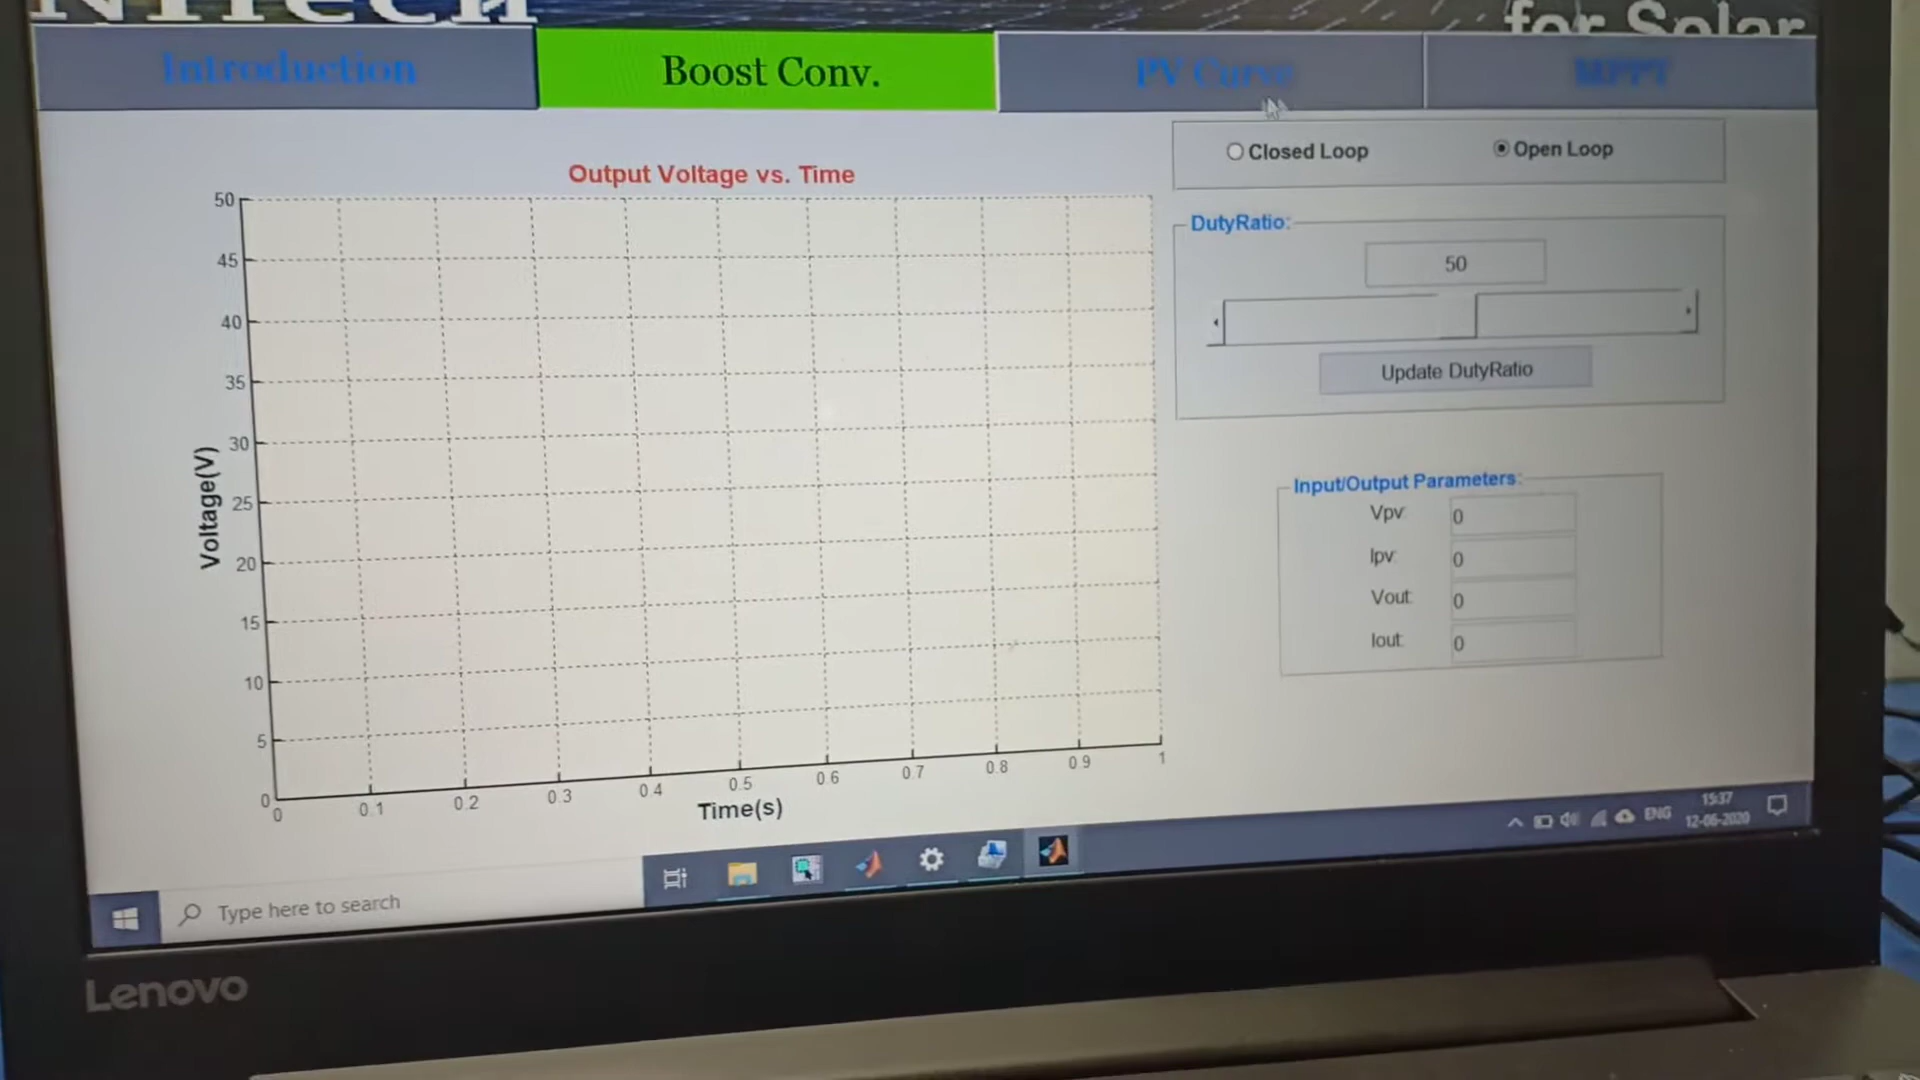 for Solar
Introduction
Boost Conv.
PV Curve
MPPT
Closed Loop
Open Loop
Output Voltage vs. Time
DutyRatio:
50
Update DutyRatio
Input/Output Parameters:
Vpv: 0
Ipv: 0
Vout: 0
Iout: 0
Voltage(V)
50
45
40
35
30
25
20
15
10
5
0
0 0.1 0.2 0.3 0.4 0.5 0.6 0.7 0.8 0.9 1
Time(s)
Type here to search
ENG
15:37
12-06-2020
Lenovo